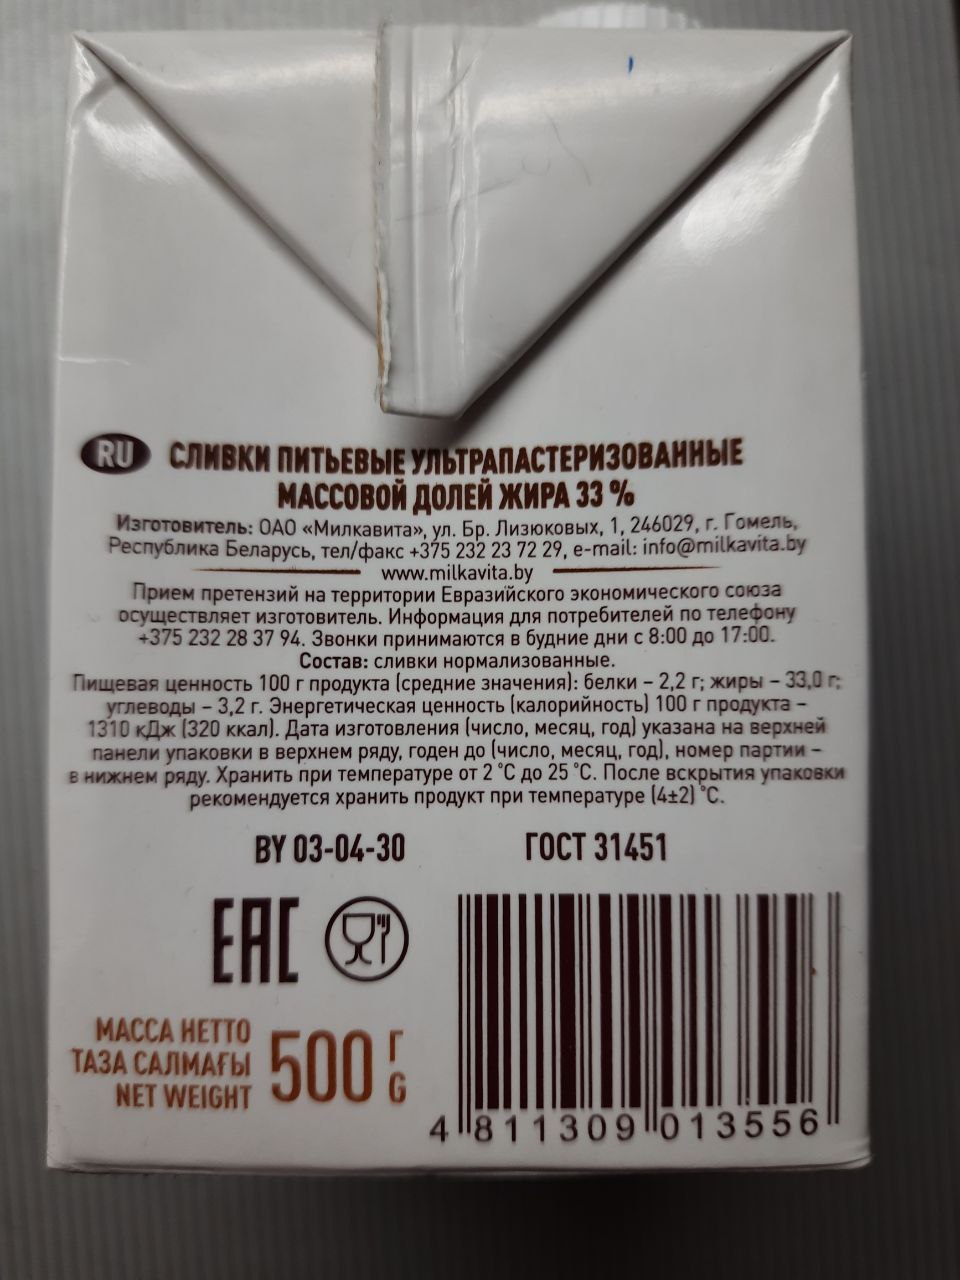 RU СЛИВКИ ПИТЬЕВЫЕ УЛЬТРАПАСТЕРИЗОВАННЫЕ
МАССОВОЙ ДОЛЕЙ ЖИРА 33 %
Изготовитель: ОАО «Милкавита», ул. Бр. Лизюковых, 1, 246029, г. Гомель,
Республика Беларусь, тел/факс +375 232 23 72 29, e-mail: info@milkavita.by
www.milkavita.by
Прием претензий на территории Евразийского экономического союза
осуществляет изготовитель. Информация для потребителей по телефону
+375 232 28 37 94. Звонки принимаются в будние дни с 8:00 до 17:00.
Состав: сливки нормализованные.
Пищевая ценность 100 г продукта (средние значения): белки – 2,2 г; жиры – 33,0 г;
углеводы – 3,2 г. Энергетическая ценность (калорийность) 100 г продукта –
1310 кДж (320 ккал). Дата изготовления (число, месяц, год) указана на верхней
панели упаковки в верхнем ряду, годен до (число, месяц, год), номер партии –
в нижнем ряду. Хранить при температуре от 2 °С до 25 °С. После вскрытия упаковки
рекомендуется хранить продукт при температуре (4±2) °С.
BY 03-04-30 ГОСТ 31451
EAC
МАССА НЕТТО
ТАЗА САЛМАҒЫ
NET WEIGHT
500 Г
G
4 811309 013556